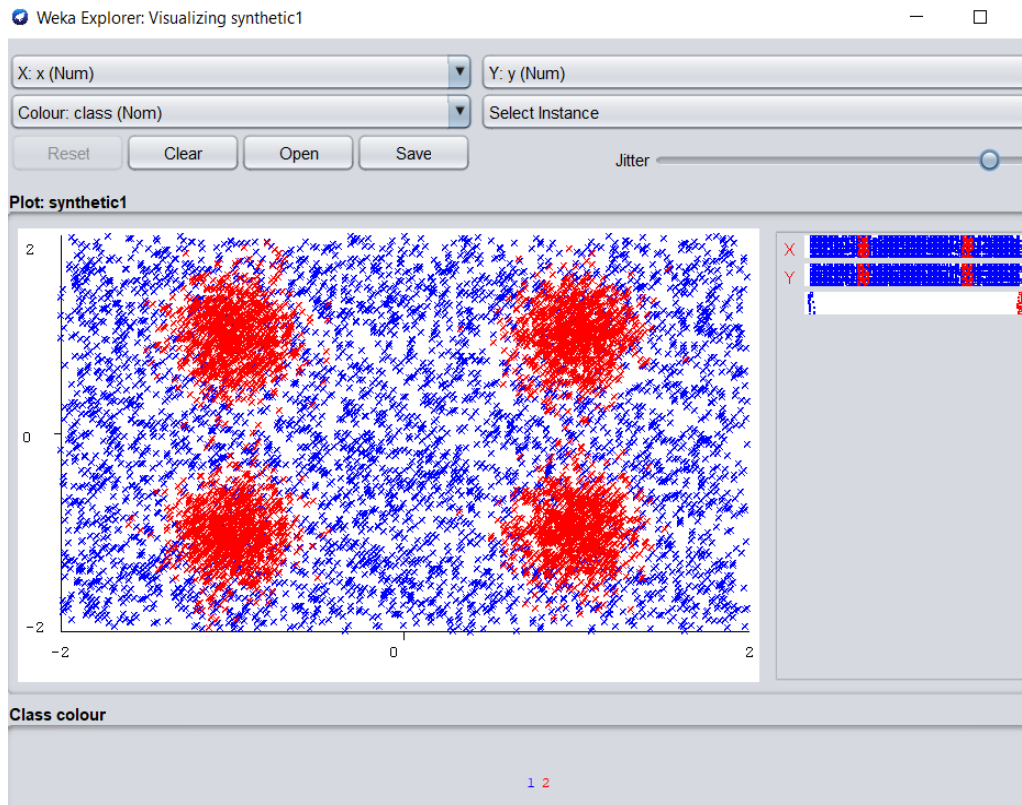 Weka Explorer: Visualizing synthetic1
X: x (Num) Y: y (Num)
Colour: class (Nom) Select Instance
Reset Clear Open Save Jitter
Plot: synthetic1
2
0
-2
-2 0 2
X
Y
Class colour
1 2